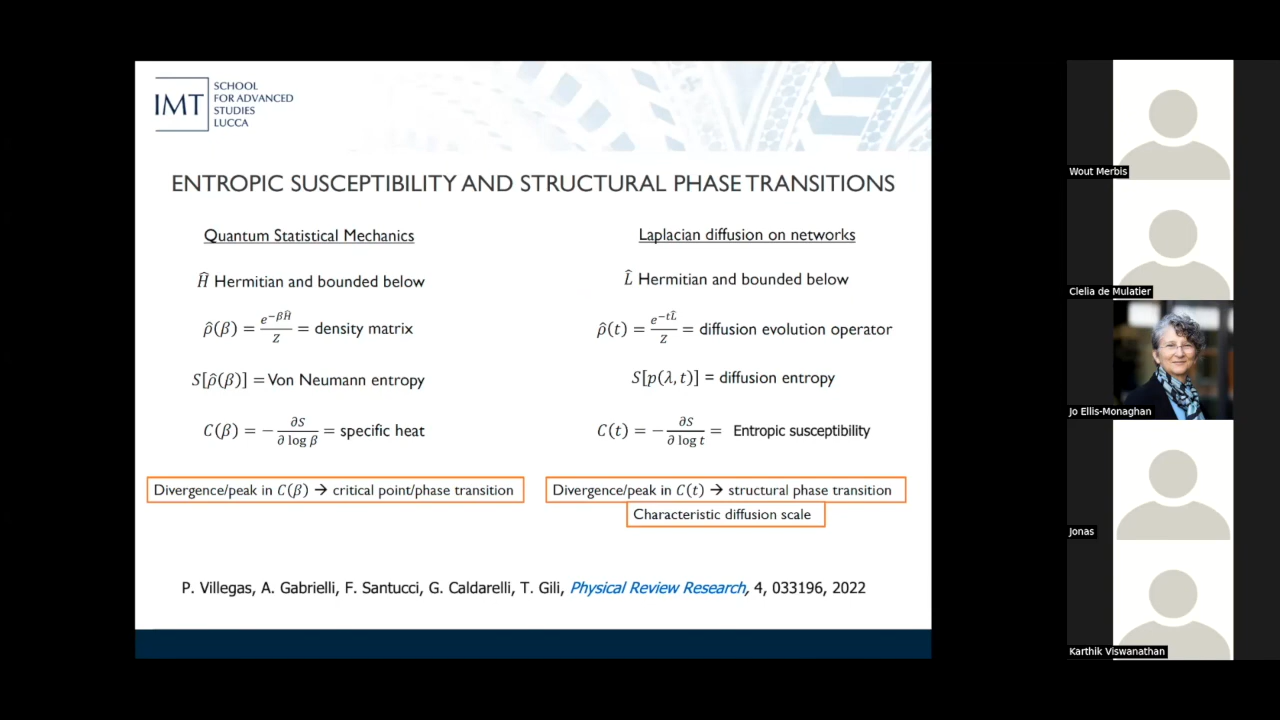 IMT
SCHOOL
FOR ADVANCED
STUDIES
LUCCA
ENTROPIC SUSCEPTIBILITY AND STRUCTURAL PHASE TRANSITIONS
Quantum Statistical Mechanics
Ĥ Hermitian and bounded below
ρ̂(β) = e^{−βĤ}/Z = density matrix
S[ρ̂(β)] = Von Neumann entropy
C(β) = − ∂S/∂ log β = specific heat
Divergence/peak in C(β) → critical point/phase transition
Laplacian diffusion on networks
L̂ Hermitian and bounded below
ρ̂(t) = e^{−tL̂}/Z = diffusion evolution operator
S[p(λ, t)] = diffusion entropy
C(t) = − ∂S/∂ log t = Entropic susceptibility
Divergence/peak in C(t) → structural phase transition
Characteristic diffusion scale
P. Villegas, A. Gabrielli, F. Santucci, G. Caldarelli, T. Gili, Physical Review Research, 4, 033196, 2022
Wout Merbis
Clelia de Mulatier
Jo Ellis-Monaghan
Jonas
Karthik Viswanathan